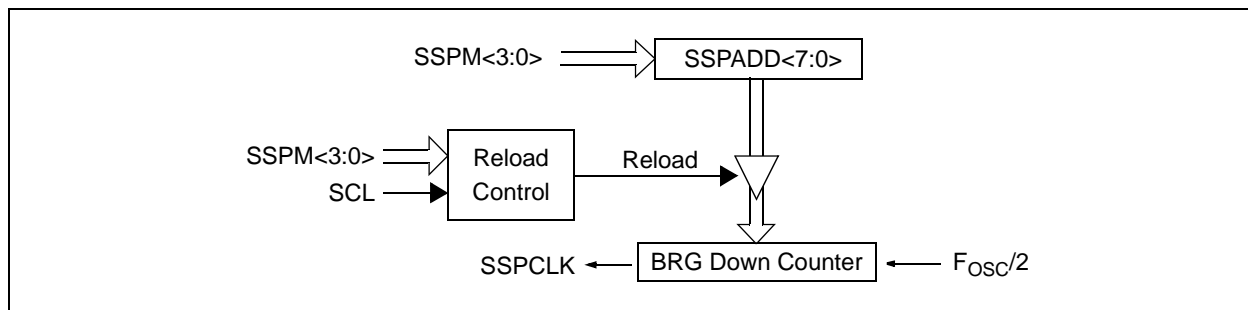 SSPM<3:0>
SSPADD<7:0>
SSPM<3:0>
SCL
Reload
Control
Reload
SSPCLK
BRG Down Counter
FOSC/2